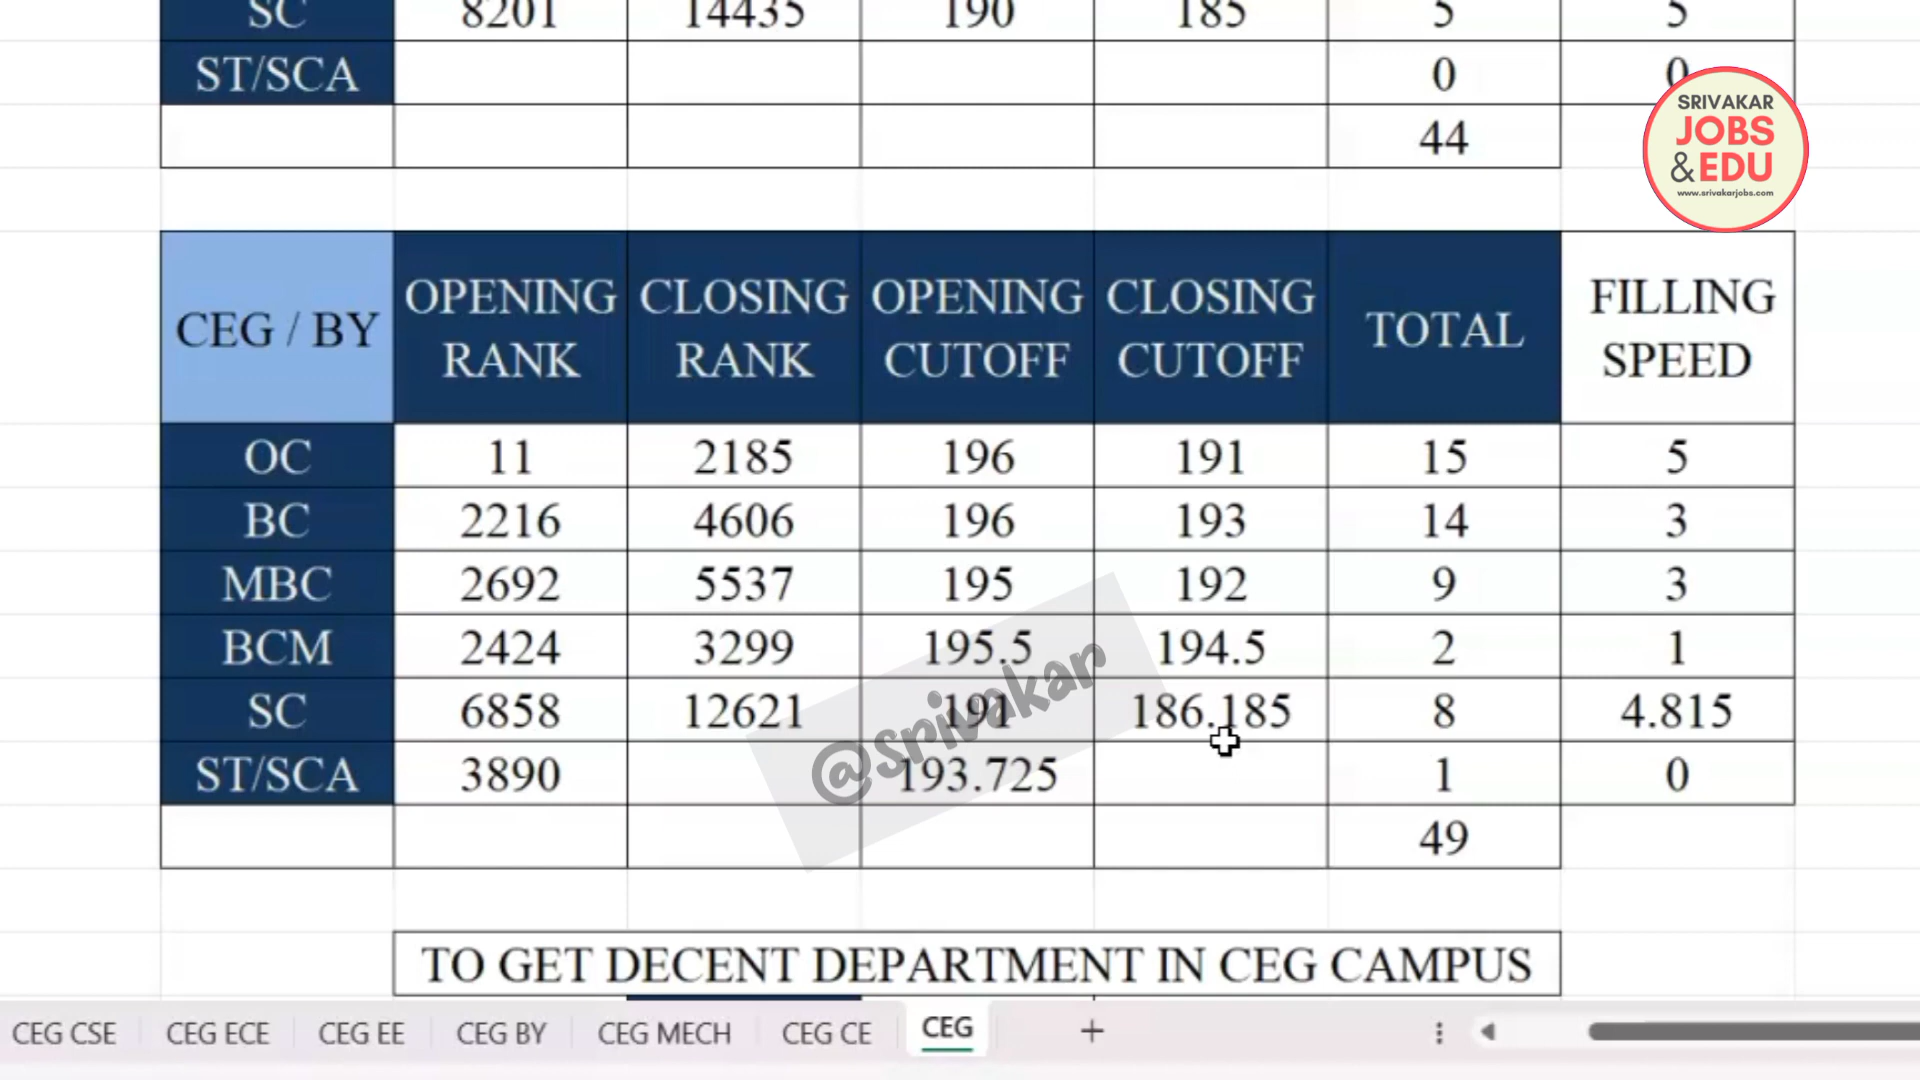 SC 8201 14435 190 185 5 5
ST/SCA 0 0
44
SRIVAKAR
JOBS
&EDU
www.srivakarjobs.com
CEG / BY OPENING RANK CLOSING RANK OPENING CUTOFF CLOSING CUTOFF TOTAL FILLING SPEED
OC 11 2185 196 191 15 5
BC 2216 4606 196 193 14 3
MBC 2692 5537 195 192 9 3
BCM 2424 3299 195.5 194.5 2 1
SC 6858 12621 191 186.185 8 4.815
ST/SCA 3890 193.725 1 0
49
@srivakar
TO GET DECENT DEPARTMENT IN CEG CAMPUS
CEG CSE CEG ECE CEG EE CEG BY CEG MECH CEG CE CEG +